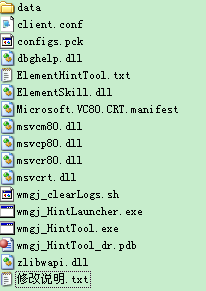 data
client.conf
configs.pck
dbghelp.dll
ElementHintTool.txt
ElementSkill.dll
Microsoft.VC80.CRT.manifest
msvcm80.dll
msvcp80.dll
msvcr80.dll
msvcrt.dll
wmgj_clearLogs.sh
wmgj_HintLauncher.exe
wmgj_HintTool.exe
wmgj_HintTool_dr.pdb
zlibwapi.dll
修改说明.txt